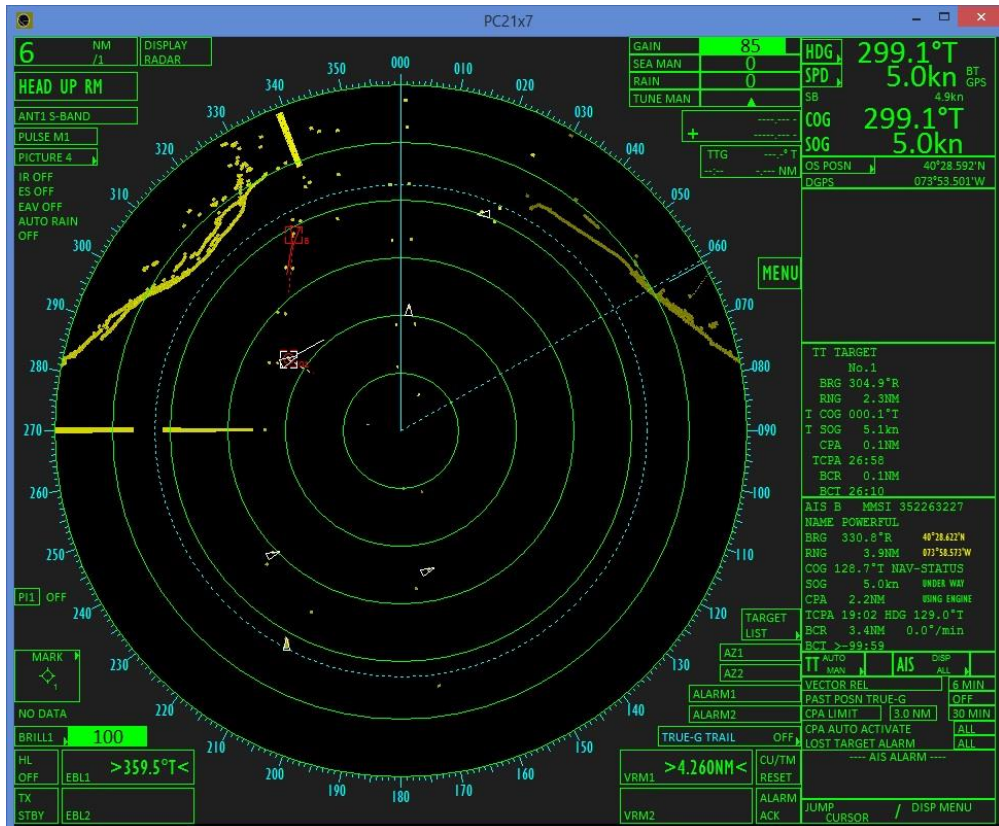 PC21x7
6 NM /1
DISPLAY RADAR
HEAD UP RM
ANT1 S-BAND
PULSE M1
PICTURE 4
IR OFF
ES OFF
EAV OFF
AUTO RAIN
OFF
GAIN 85
SEA MAN 0
RAIN 0
TUNE MAN
+ ----.--- -
-----.--- -
TTG ---.-° T
--:-- -.--- NM
HDG 299.1°T
SPD 5.0kn BT GPS
SB 4.9kn
COG 299.1°T
SOG 5.0kn
OS POSN 40°28.592'N
DGPS 073°53.501'W
MENU
000
010
020
030
040
050
060
070
080
090
100
110
120
130
140
150
160
170
180
190
200
210
220
230
240
250
260
270
280
290
300
310
320
330
340
350
B
TT TARGET
No.1
BRG 304.9°R
RNG 2.3NM
T COG 000.1°T
T SOG 5.1kn
CPA 0.1NM
TCPA 26:58
BCR 0.1NM
BCT 26:10
AIS B MMSI 352263227
NAME POWERFUL
BRG 330.8°R 40°28.622'N
RNG 3.9NM 073°58.573'W
COG 128.7°T NAV-STATUS
SOG 5.0kn UNDER WAY
CPA 2.2NM USING ENGINE
TCPA 19:02 HDG 129.0°T
BCR 3.4NM 0.0°/min
BCT >-99:59
TT AUTO MAN AIS DISP ALL
VECTOR REL 6 MIN
PAST POSN TRUE-G OFF
CPA LIMIT 3.0 NM 30 MIN
CPA AUTO ACTIVATE ALL
LOST TARGET ALARM ALL
---- AIS ALARM ----
JUMP CURSOR / DISP MENU
PI1 OFF
MARK
1
NO DATA
BRILL1 100
HL OFF
EBL1 >359.5°T<
TX STBY
EBL2
TARGET LIST
AZ1
AZ2
ALARM1
ALARM2
TRUE-G TRAIL OFF
VRM1 >4.260NM<
CU/TM RESET
VRM2
ALARM ACK